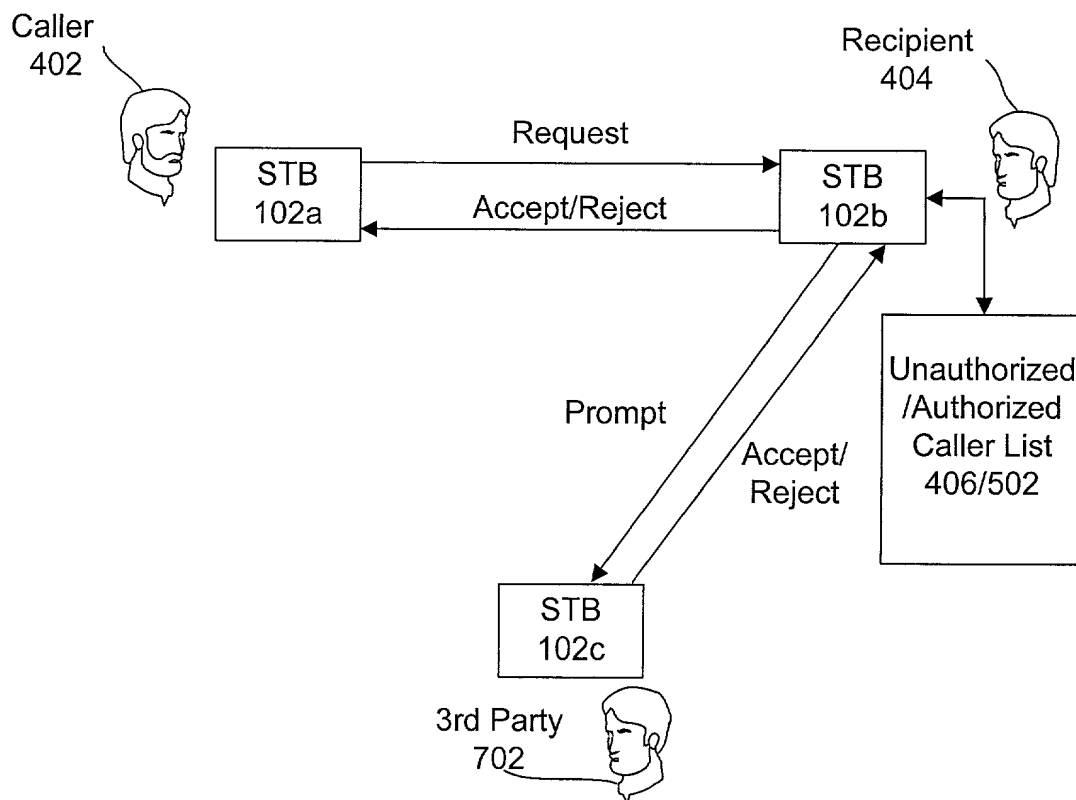 Caller
402
Recipient
404
Request
STB
102a
Accept/Reject
STB
102b
Unauthorized
/Authorized
Caller List
406/502
Prompt
Accept/
Reject
STB
102c
3rd Party
702